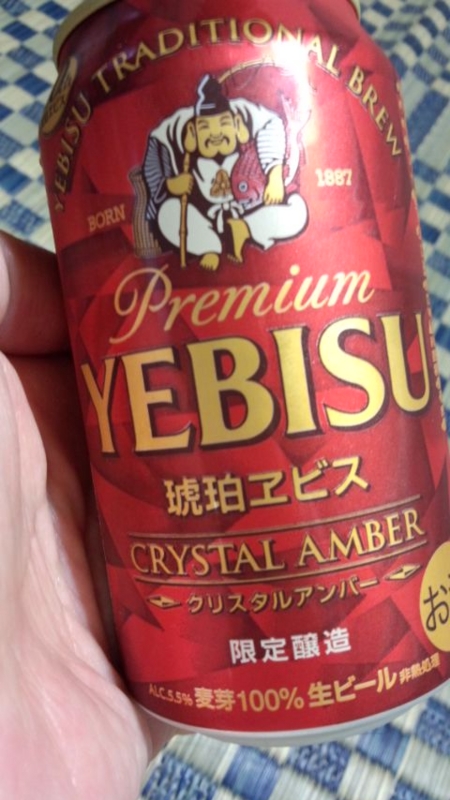 YEBISU TRADITIONAL BREW
BORN 1887
Premium
YEBISU
琥珀ヱビス
CRYSTAL AMBER
クリスタルアンバー
限定醸造
お
ALC.5.5% 麦芽100% 生ビール 非熱処理